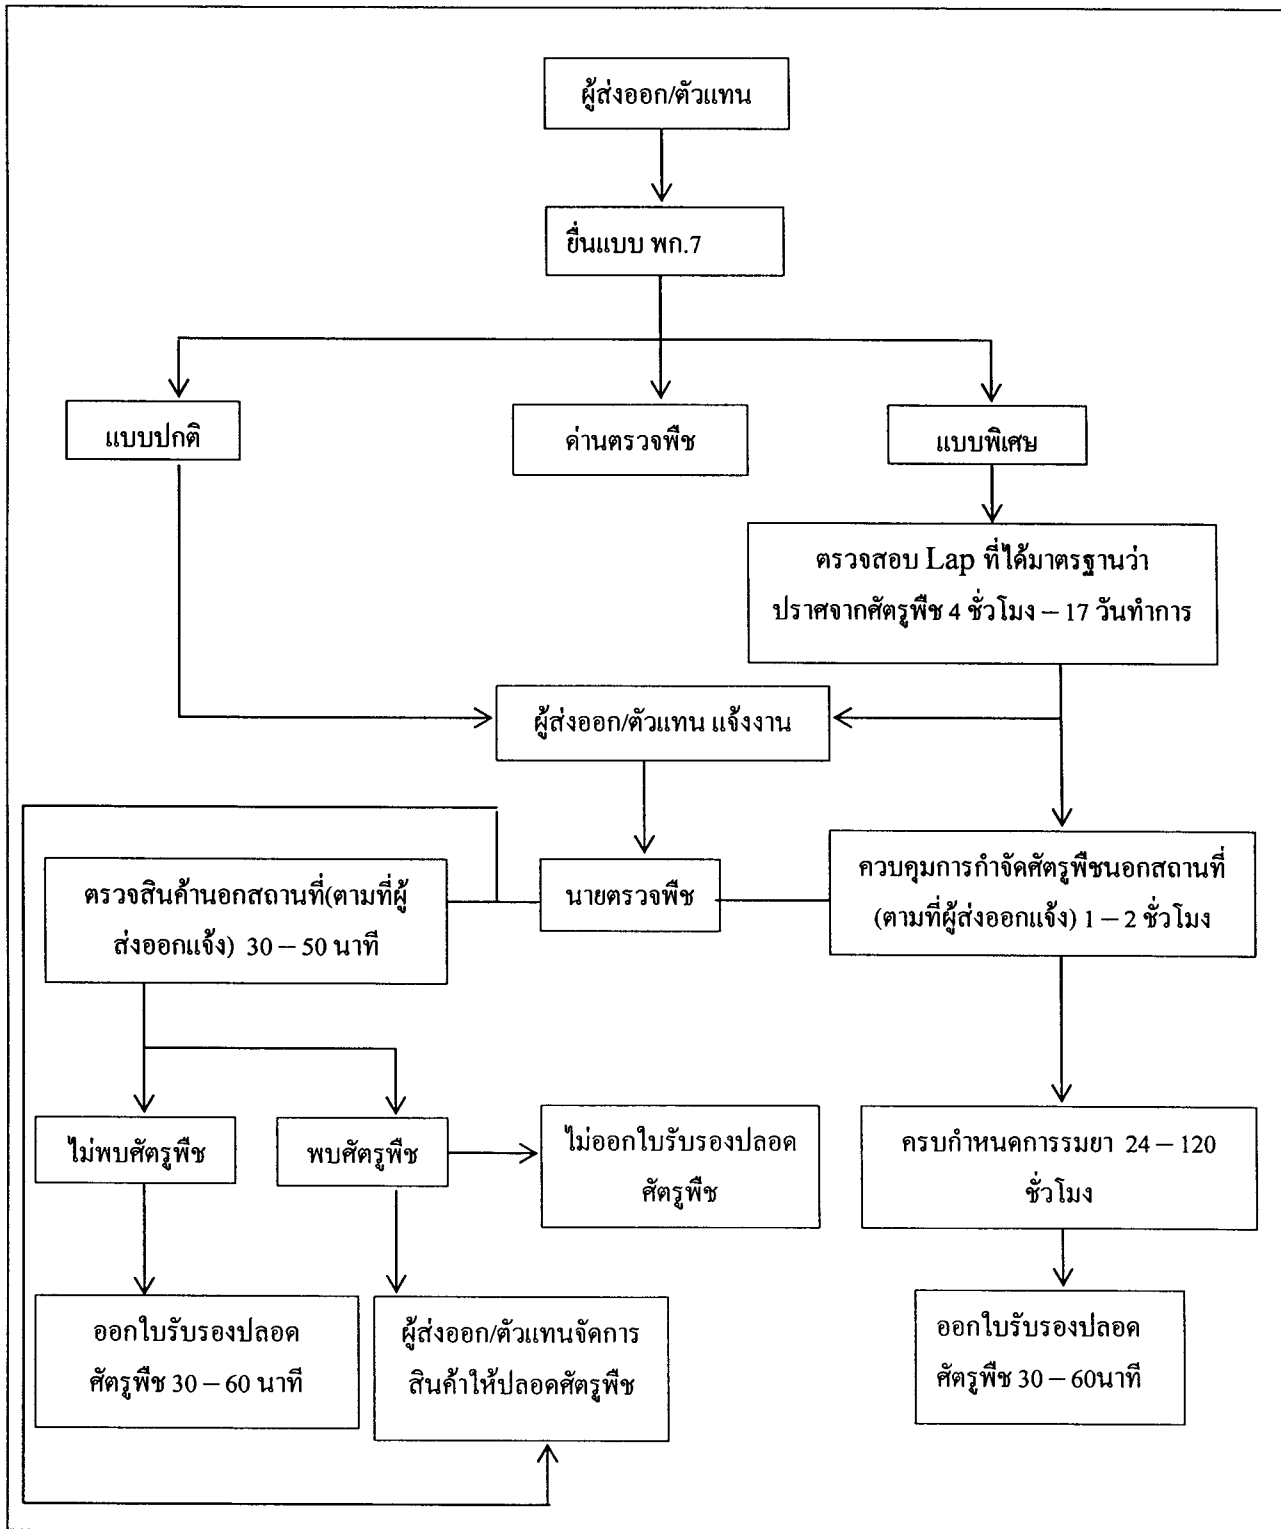 ผู้ส่งออก/ตัวแทน
ยื่นแบบ พก.7
แบบปกติ
ด่านตรวจพืช
แบบพิเศษ
ตรวจสอบ Lap ที่ได้มาตรฐานว่า
ปราศจากศัตรูพืช 4 ชั่วโมง – 17 วันทำการ
ผู้ส่งออก/ตัวแทน แจ้งงาน
ตรวจสินค้านอกสถานที่(ตามที่ผู้
ส่งออกแจ้ง) 30 – 50 นาที
นายตรวจพืช
ควบคุมการกำจัดศัตรูพืชนอกสถานที่
(ตามที่ผู้ส่งออกแจ้ง) 1 – 2 ชั่วโมง
ไม่พบศัตรูพืช
พบศัตรูพืช
ไม่ออกใบรับรองปลอด
ศัตรูพืช
ครบกำหนดการรมยา 24 – 120
ชั่วโมง
ออกใบรับรองปลอด
ศัตรูพืช 30 – 60 นาที
ผู้ส่งออก/ตัวแทนจัดการ
สินค้าให้ปลอดศัตรูพืช
ออกใบรับรองปลอด
ศัตรูพืช 30 – 60นาที